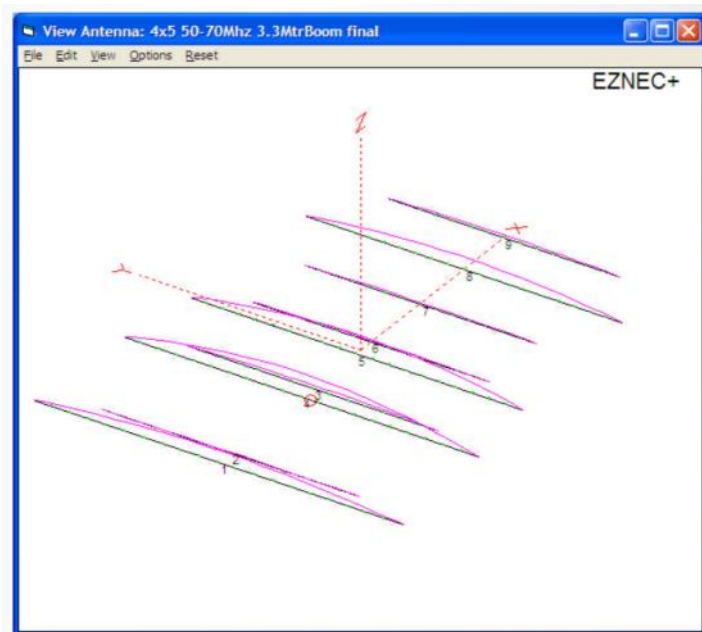 View Antenna: 4x5 50-70Mhz 3.3MtrBoom final
File Edit View Options Reset
EZNEC+
Z
X
9
8
Y
7
6
5
3
2
1